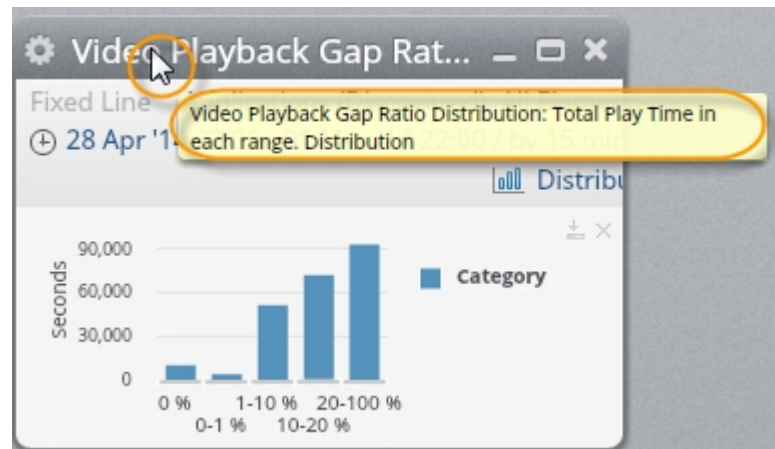 Video Playback Gap Rat...
Fixed Line
Video Playback Gap Ratio Distribution: Total Play Time in
each range. Distribution
28 Apr '1
22:00 / by 15 min
Distribu
90,000
60,000
30,000
0
seconds
Category
0 %
1-10 %
20-100 %
0-1 %
10-20 %